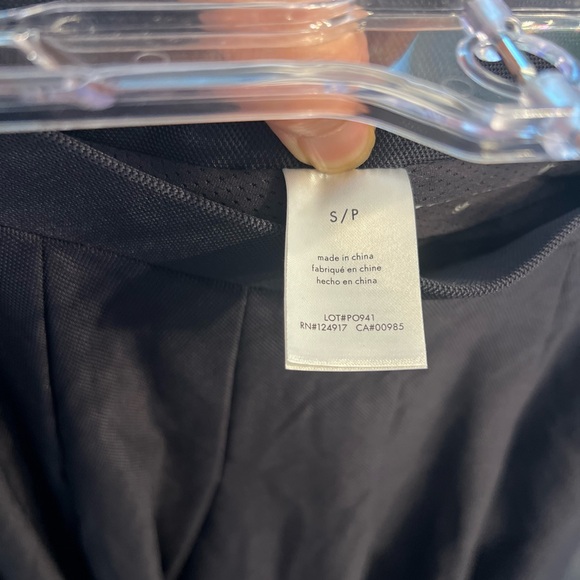 S/P
made in china
fabriqué en chine
hecho en china
LOT#PO941
RN#124917 CA#00985